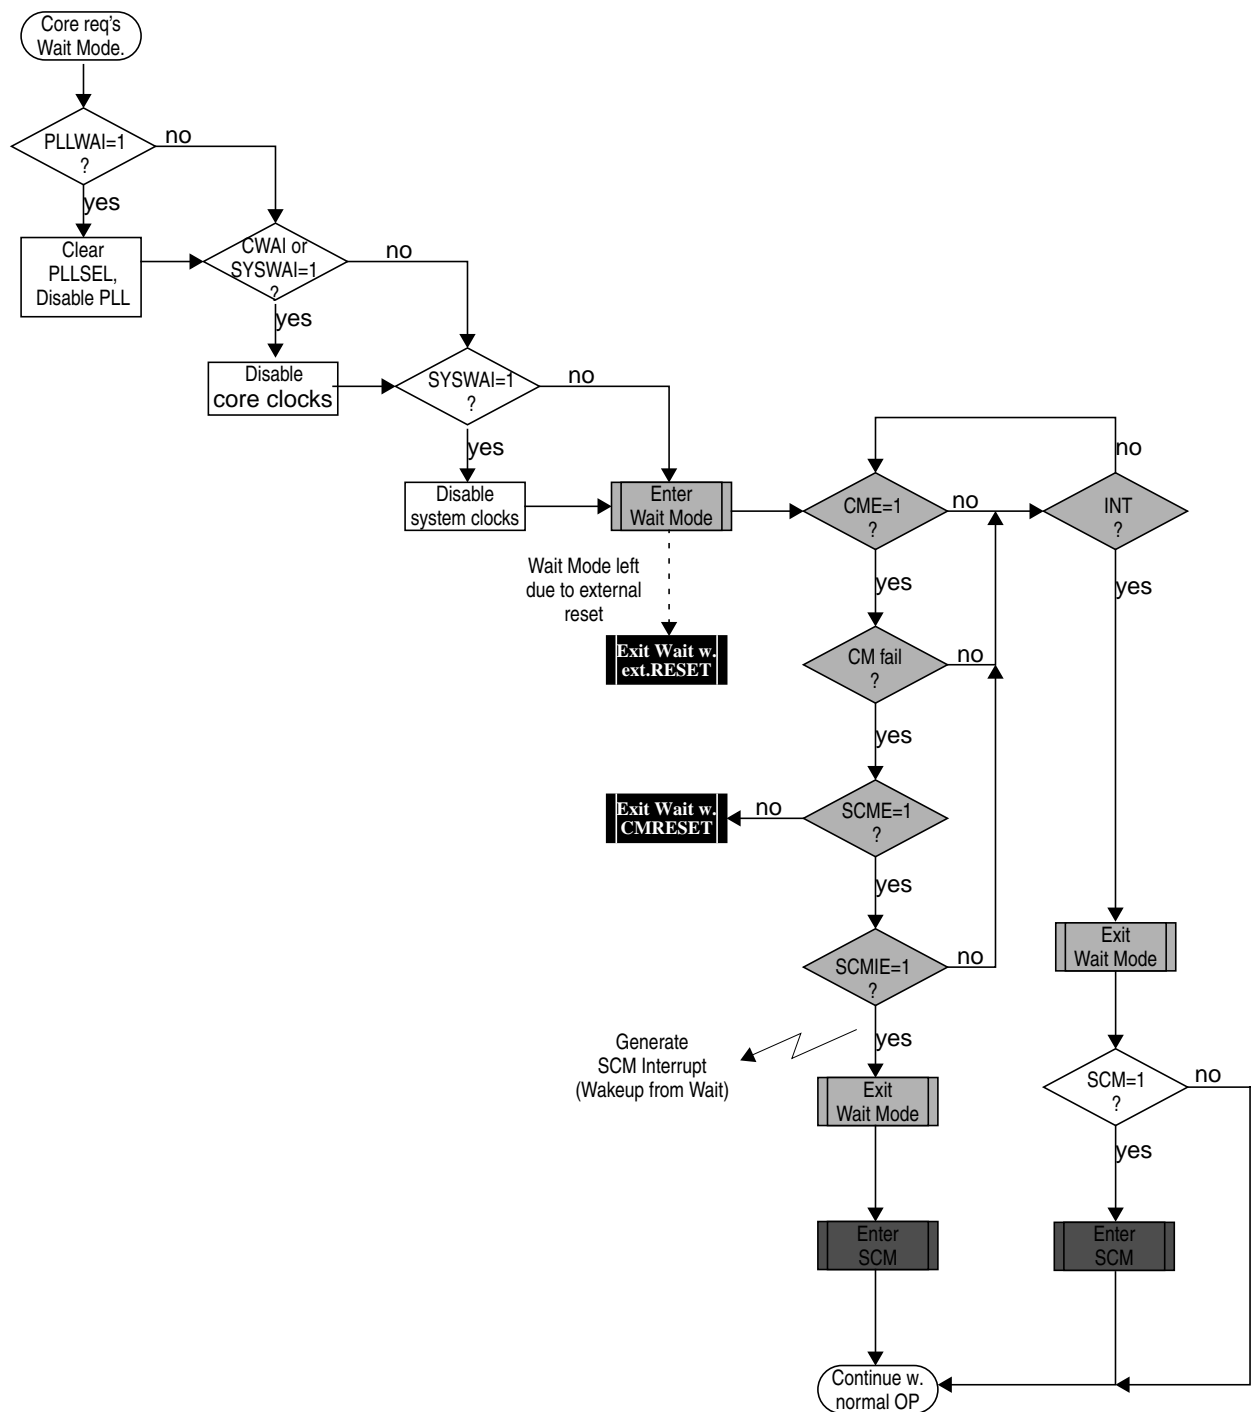 Core req's
Wait Mode.
PLLWAI=1
?
no
yes
Clear
PLLSEL,
Disable PLL
CWAI or
SYSWAI=1
?
no
yes
Disable
core clocks
SYSWAI=1
?
no
yes
Disable
system clocks
Enter
Wait Mode
Wait Mode left
due to external
reset
Exit Wait w.
ext.RESET
CME=1
?
no
yes
INT
?
no
yes
CM fail
?
no
yes
SCME=1
?
no
yes
Exit Wait w.
CMRESET
SCMIE=1
?
no
yes
Generate
SCM Interrupt
(Wakeup from Wait)
Exit
Wait Mode
Enter
SCM
Exit
Wait Mode
SCM=1
?
no
yes
Enter
SCM
Continue w.
normal OP